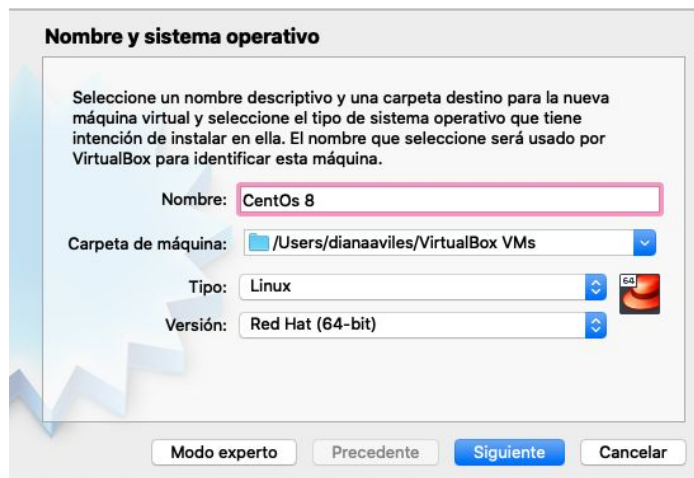 Nombre y sistema operativo
Seleccione un nombre descriptivo y una carpeta destino para la nueva
máquina virtual y seleccione el tipo de sistema operativo que tiene
intención de instalar en ella. El nombre que seleccione será usado por
VirtualBox para identificar esta máquina.
Nombre: CentOs 8
Carpeta de máquina: /Users/dianaaviles/VirtualBox VMs
Tipo: Linux
64
Versión: Red Hat (64-bit)
Modo experto Precedente Siguiente Cancelar